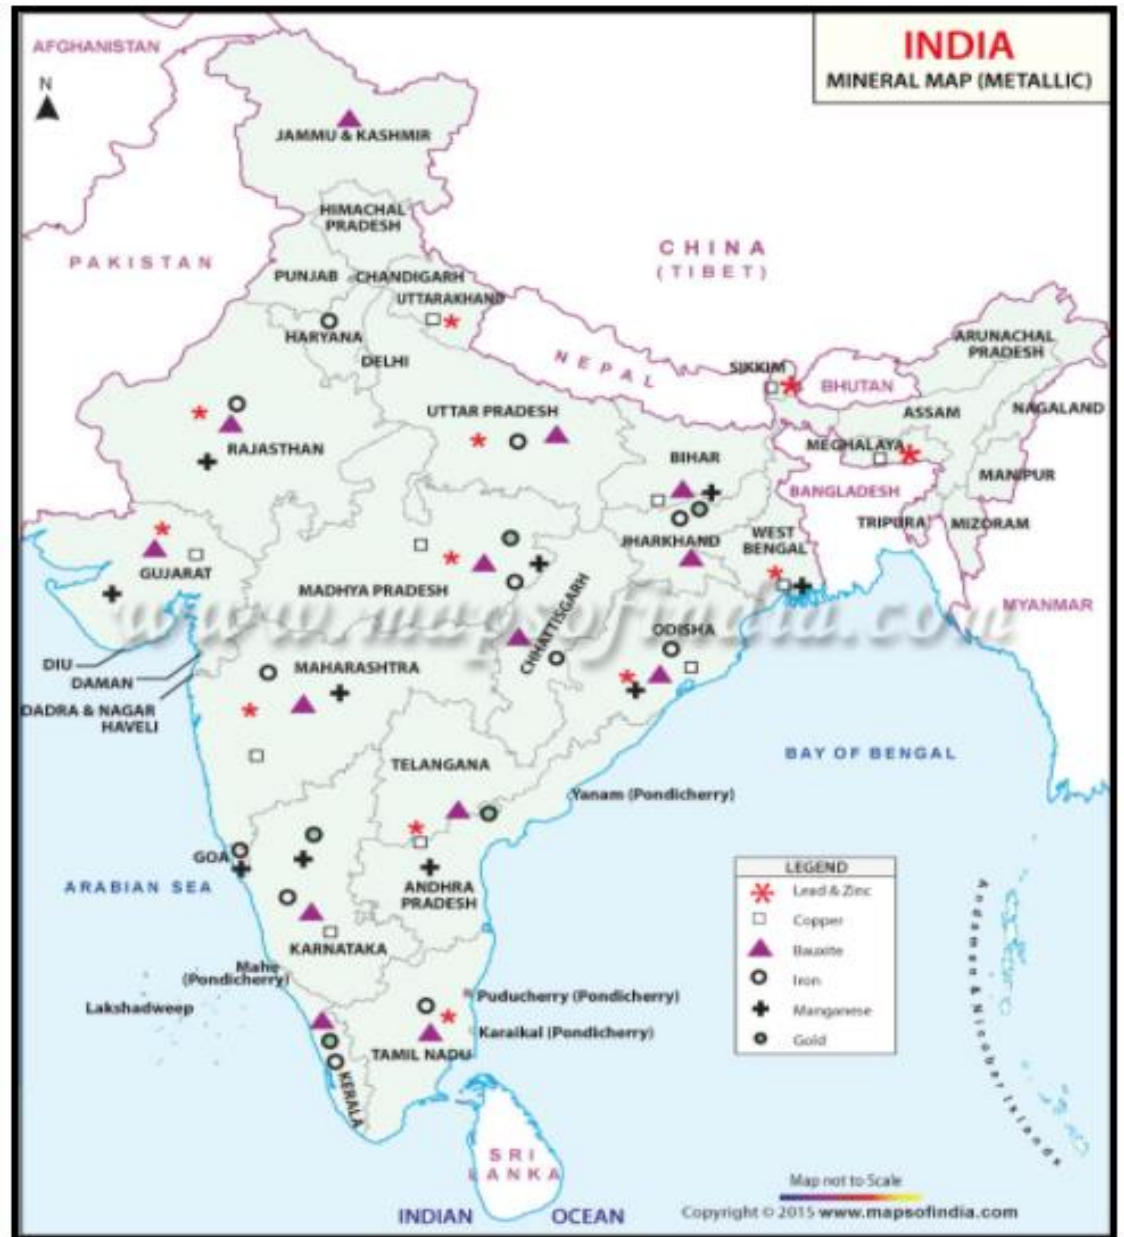 INDIA
MINERAL MAP (METALLIC)
AFGHANISTAN
N
JAMMU & KASHMIR
HIMACHAL
PRADESH
CHINA
(TIBET)
PAKISTAN
PUNJAB
CHANDIGARH
UTTARAKHAND
HARYANA
DELHI
NEPAL
SIKKIM
BHUTAN
ARUNACHAL
PRADESH
UTTAR PRADESH
ASSAM
NAGALAND
RAJASTHAN
BIHAR
MEGHALAYA
MANIPUR
BANGLADESH
TRIPURA
MIZORAM
JHARKHAND
WEST
BENGAL
GUJARAT
MADHYA PRADESH
CHHATTISGARH
MYANMAR
www.mapsofindia.com
ODISHA
DIU
DAMAN
DADRA & NAGAR
HAVELI
MAHARASHTRA
TELANGANA
BAY OF BENGAL
Yanam (Pondicherry)
GOA
ARABIAN SEA
ANDHRA
PRADESH
KARNATAKA
Mahe
(Pondicherry)
Lakshadweep
Puducherry (Pondicherry)
Karaikal (Pondicherry)
TAMIL NADU
KERALA
LEGEND
Lead & Zinc
Copper
Bauxite
Iron
Manganese
Gold
Andaman & Nicobar Islands
SRI
LANKA
INDIAN OCEAN
Map not to Scale
Copyright © 2015 www.mapsofindia.com